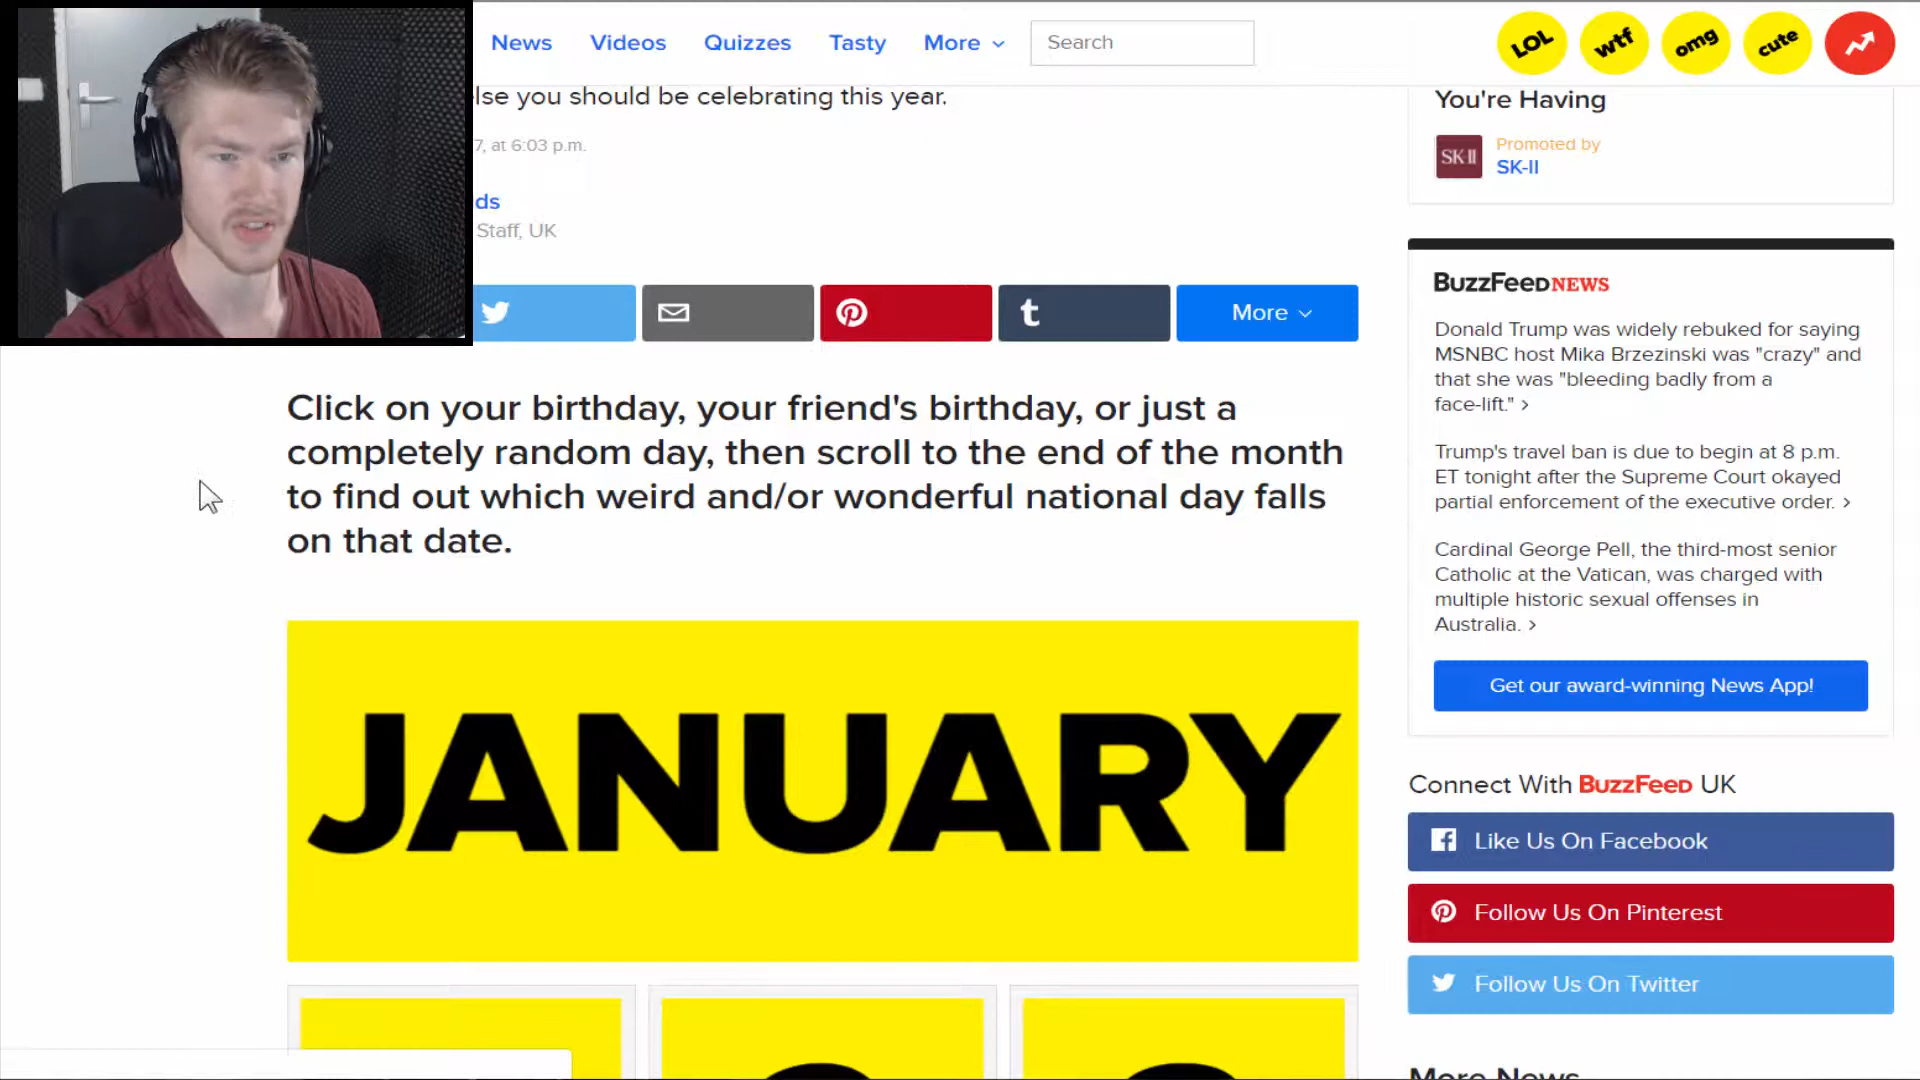 News Videos Quizzes Tasty More Search
LOL wtf omg cute
else you should be celebrating this year.
7, at 6:03 p.m.
ds
Staff, UK
t More
Click on your birthday, your friend's birthday, or just a
completely random day, then scroll to the end of the month
to find out which weird and/or wonderful national day falls
on that date.
JANUARY
You're Having
SK-II
Promoted by
SK-II
BuzzFeed NEWS
Donald Trump was widely rebuked for saying
MSNBC host Mika Brzezinski was "crazy" and
that she was "bleeding badly from a
face-lift." >
Trump's travel ban is due to begin at 8 p.m.
ET tonight after the Supreme Court okayed
partial enforcement of the executive order. >
Cardinal George Pell, the third-most senior
Catholic at the Vatican, was charged with
multiple historic sexual offenses in
Australia. >
Get our award-winning News App!
Connect With BuzzFeed UK
Like Us On Facebook
Follow Us On Pinterest
Follow Us On Twitter
More News